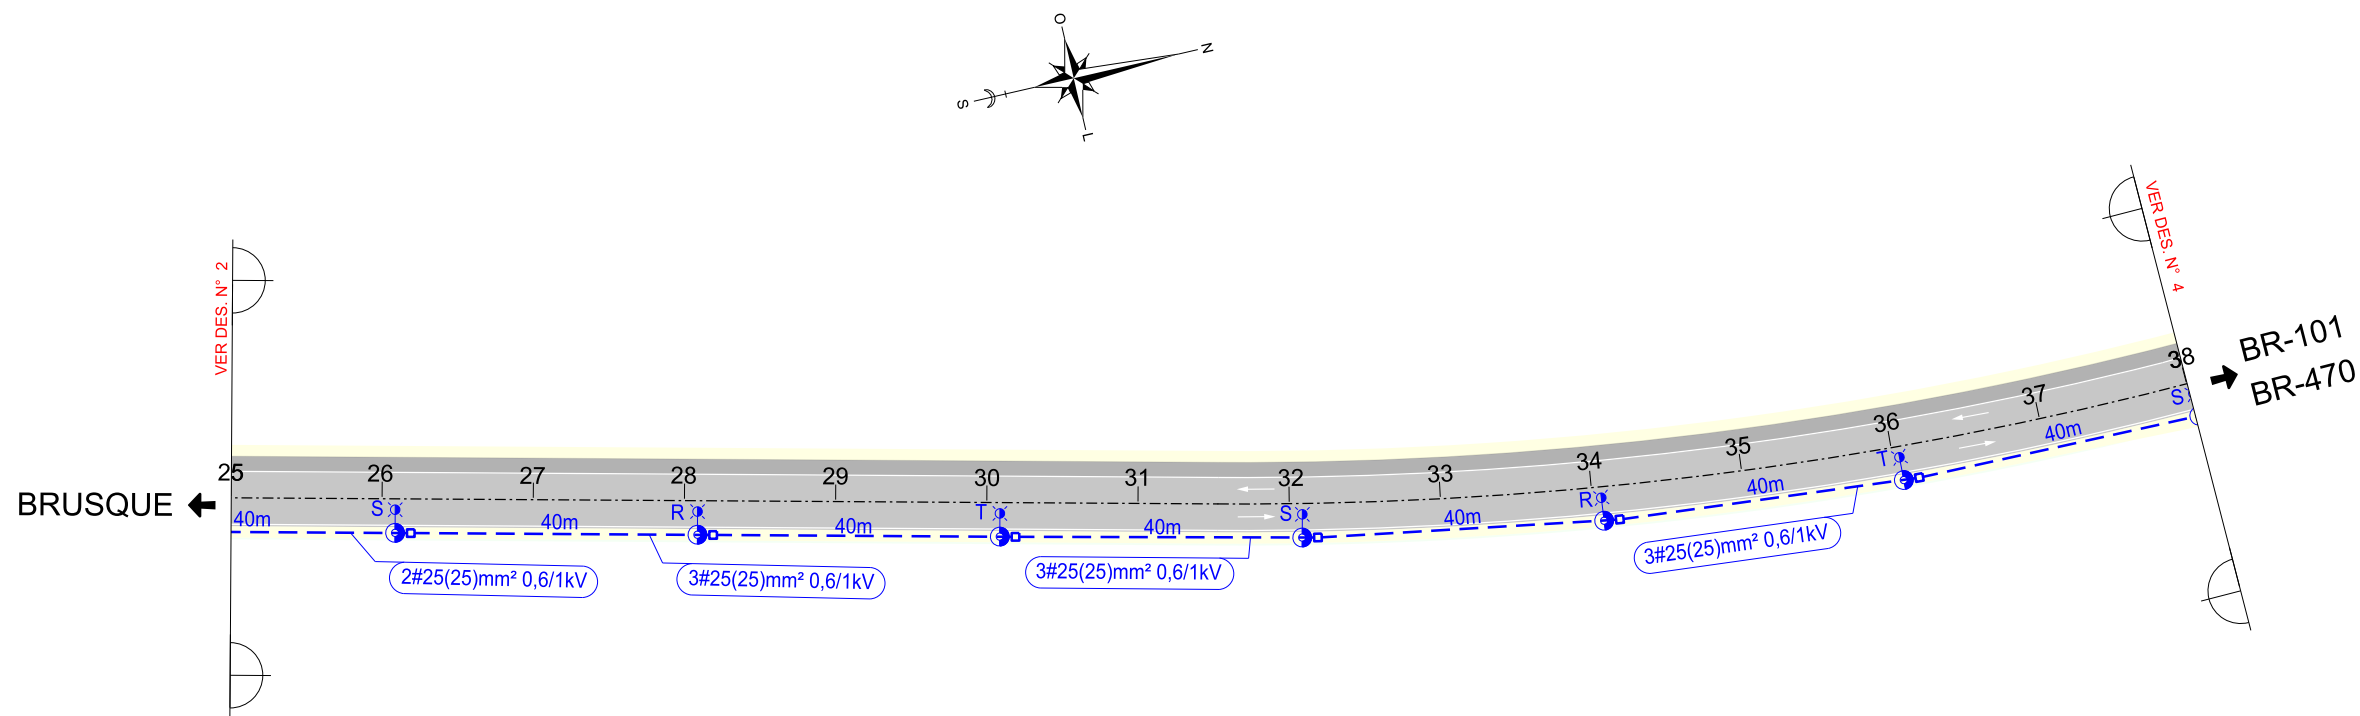 O
N
S
L
VER DES. N° 2
VER DES. N° 4
BR-101
BR-470
BRUSQUE
25
26
27
28
29
30
31
32
33
34
35
36
37
38
S
R
T
S
R
T
S
40m
40m
40m
40m
40m
40m
40m
2#25(25)mm² 0,6/1kV
3#25(25)mm² 0,6/1kV
3#25(25)mm² 0,6/1kV
3#25(25)mm² 0,6/1kV